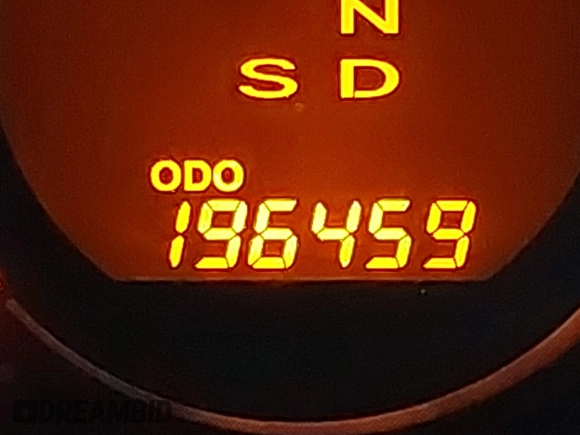 N
S D
ODO
196459
DREAMBID